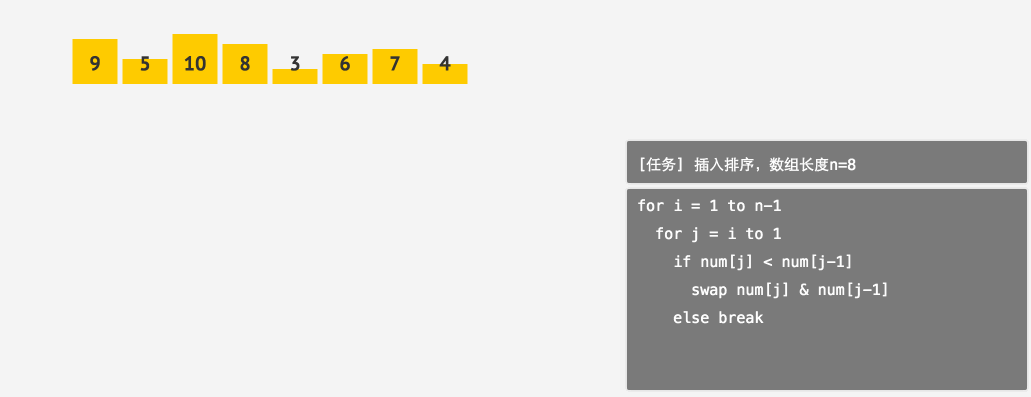 9 5 10 8 3 6 7 4
[任务] 插入排序，数组长度n=8
for i = 1 to n-1
for j = i to 1
if num[j] < num[j-1]
swap num[j] & num[j-1]
else break